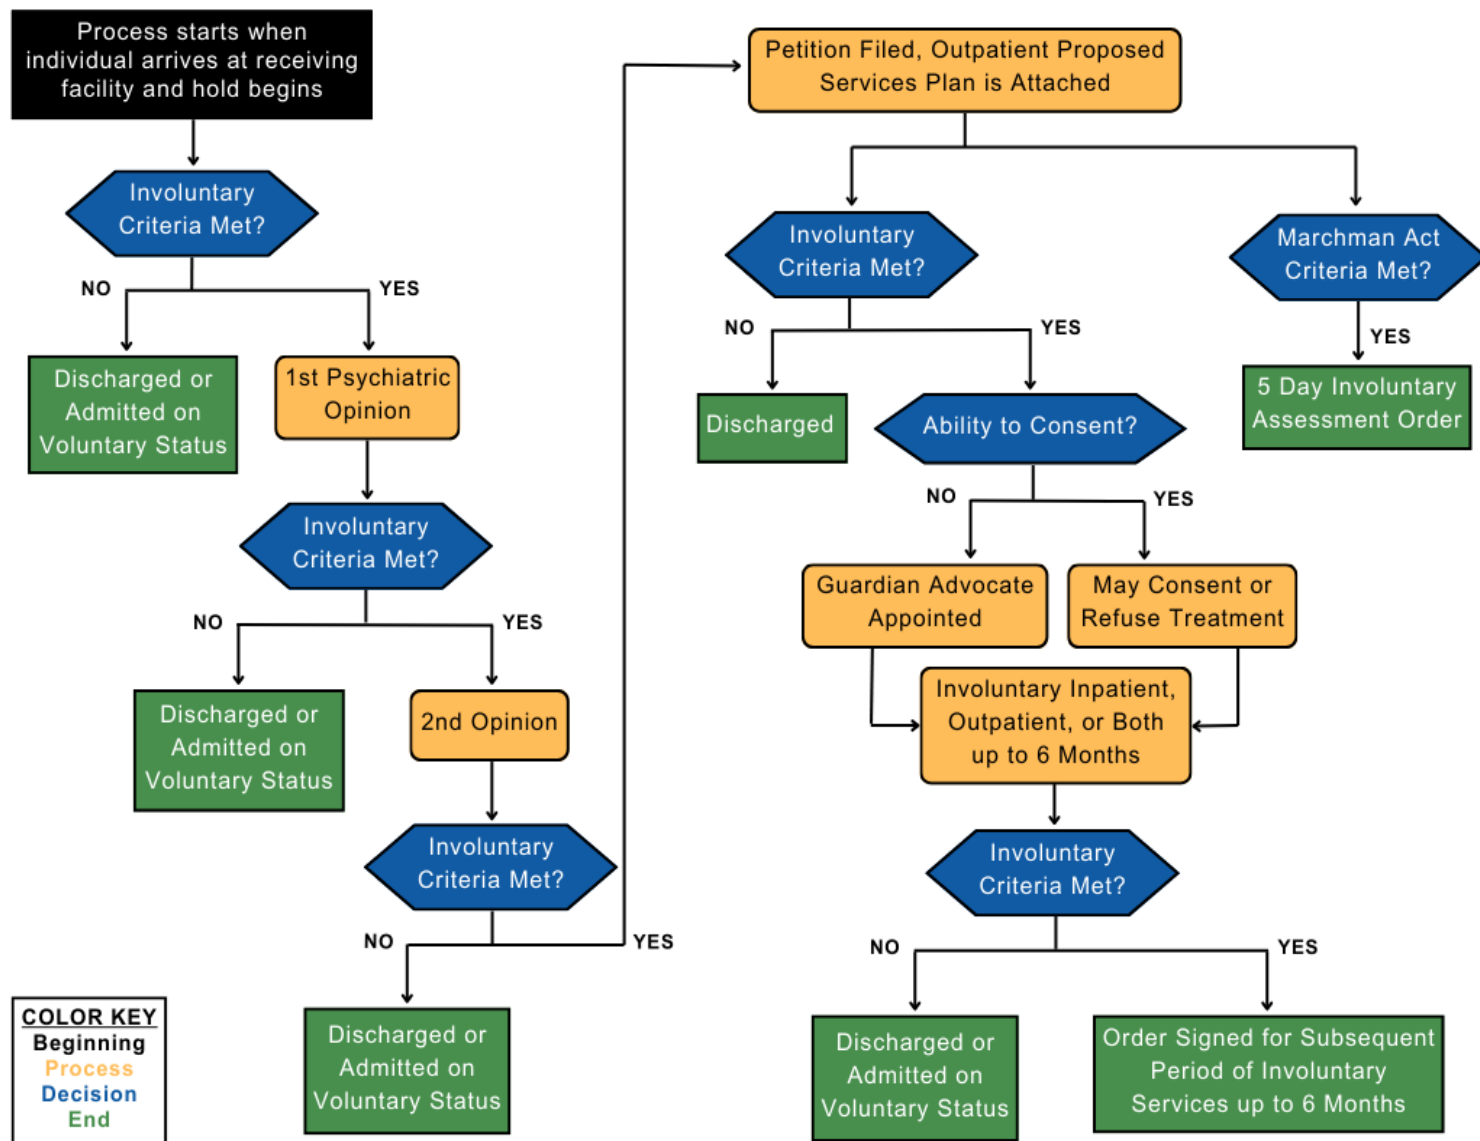 Process starts when
individual arrives at receiving
facility and hold begins
Involuntary
Criteria Met?
NO
YES
Discharged or
Admitted on
Voluntary Status
1st Psychiatric
Opinion
Involuntary
Criteria Met?
NO
YES
Discharged or
Admitted on
Voluntary Status
2nd Opinion
Involuntary
Criteria Met?
NO
YES
Discharged or
Admitted on
Voluntary Status
Petition Filed, Outpatient Proposed
Services Plan is Attached
Involuntary
Criteria Met?
Marchman Act
Criteria Met?
NO
YES
YES
Discharged
Ability to Consent?
5 Day Involuntary
Assessment Order
NO
YES
Guardian Advocate
Appointed
May Consent or
Refuse Treatment
Involuntary Inpatient,
Outpatient, or Both
up to 6 Months
Involuntary
Criteria Met?
NO
YES
Discharged or
Admitted on
Voluntary Status
Order Signed for Subsequent
Period of Involuntary
Services up to 6 Months
COLOR KEY
Beginning
Process
Decision
End